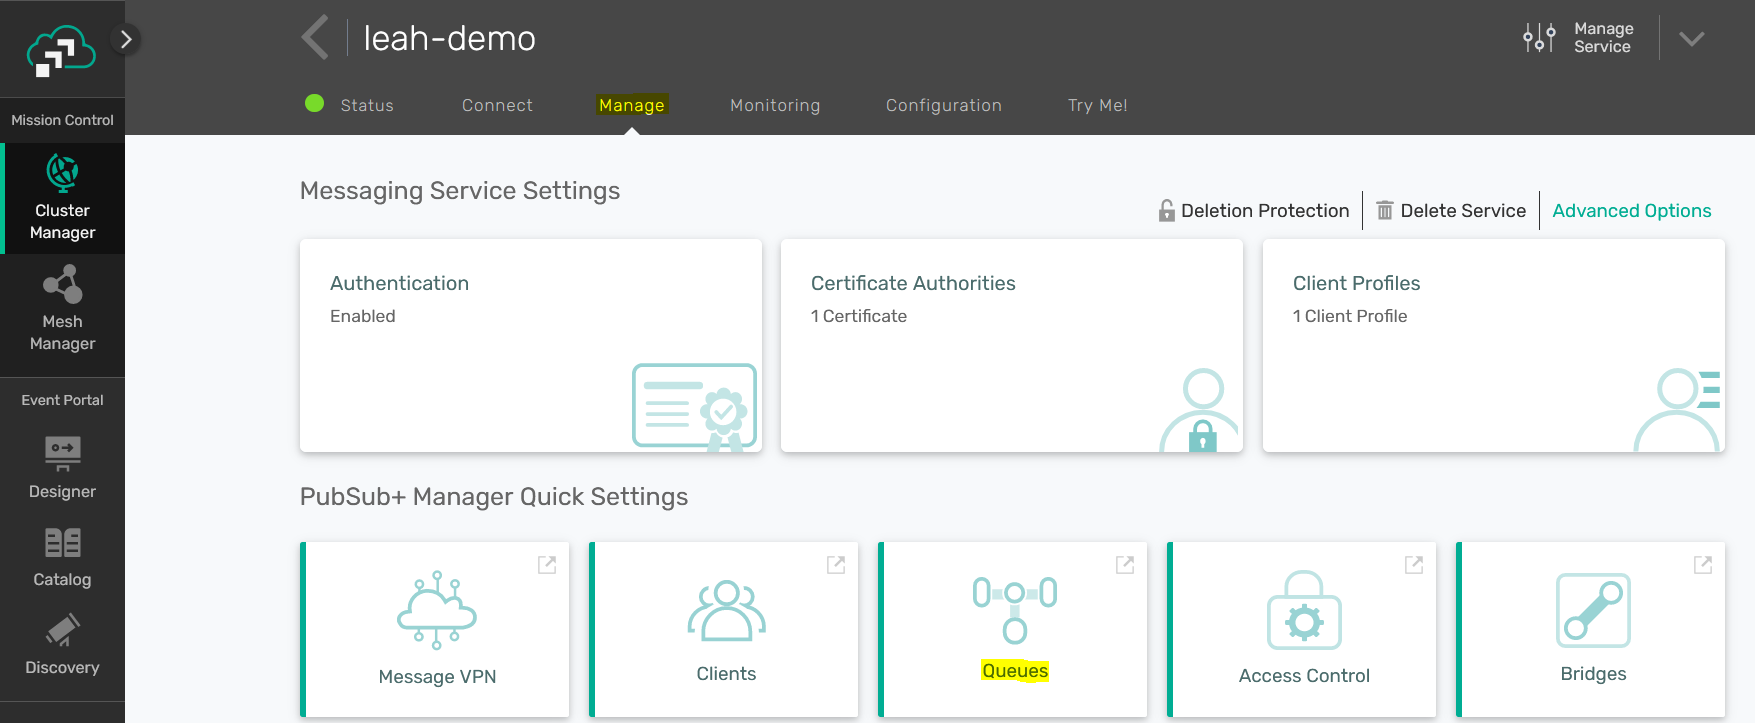 leah-demo
Manage
Service
Status
Connect
Manage
Monitoring
Configuration
Try Me!
Mission Control
Cluster
Manager
Mesh
Manager
Event Portal
Designer
Catalog
Discovery
Messaging Service Settings
Deletion Protection
Delete Service
Advanced Options
Authentication
Enabled
Certificate Authorities
1 Certificate
Client Profiles
1 Client Profile
PubSub+ Manager Quick Settings
Message VPN
Clients
Queues
Access Control
Bridges